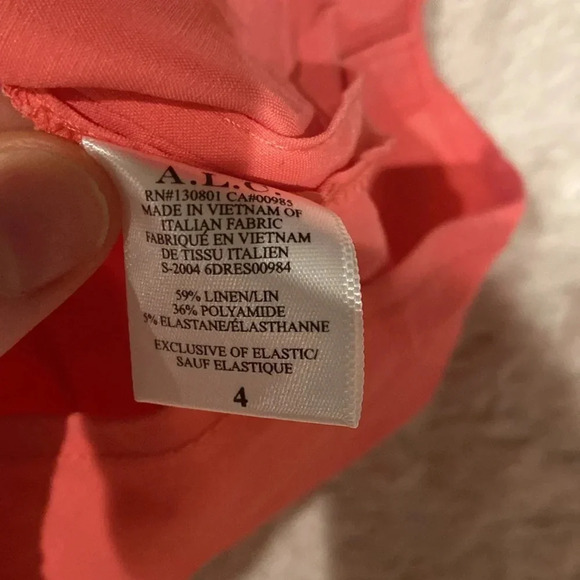 A.L.C.
RN#130801 CA#00985
MADE IN VIETNAM OF
ITALIAN FABRIC
FABRIQUÉ EN VIETNAM
DE TISSU ITALIEN
S-2004 6DRES00984
59% LINEN/LIN
36% POLYAMIDE
5% ELASTANE/ÉLASTHANNE
EXCLUSIVE OF ELASTIC/
SAUF ELASTIQUE
4